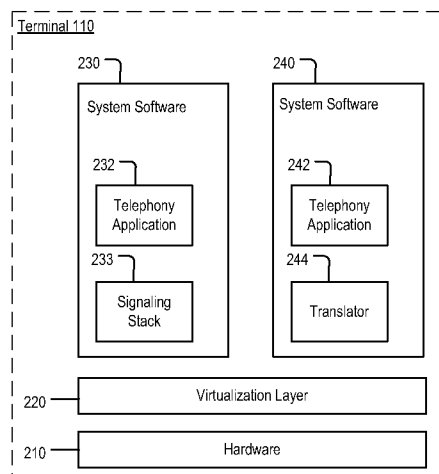 Terminal 110
230
240
System Software
System Software
232
242
Telephony
Application
Telephony
Application
233
244
Signaling
Stack
Translator
Virtualization Layer
220
Hardware
210